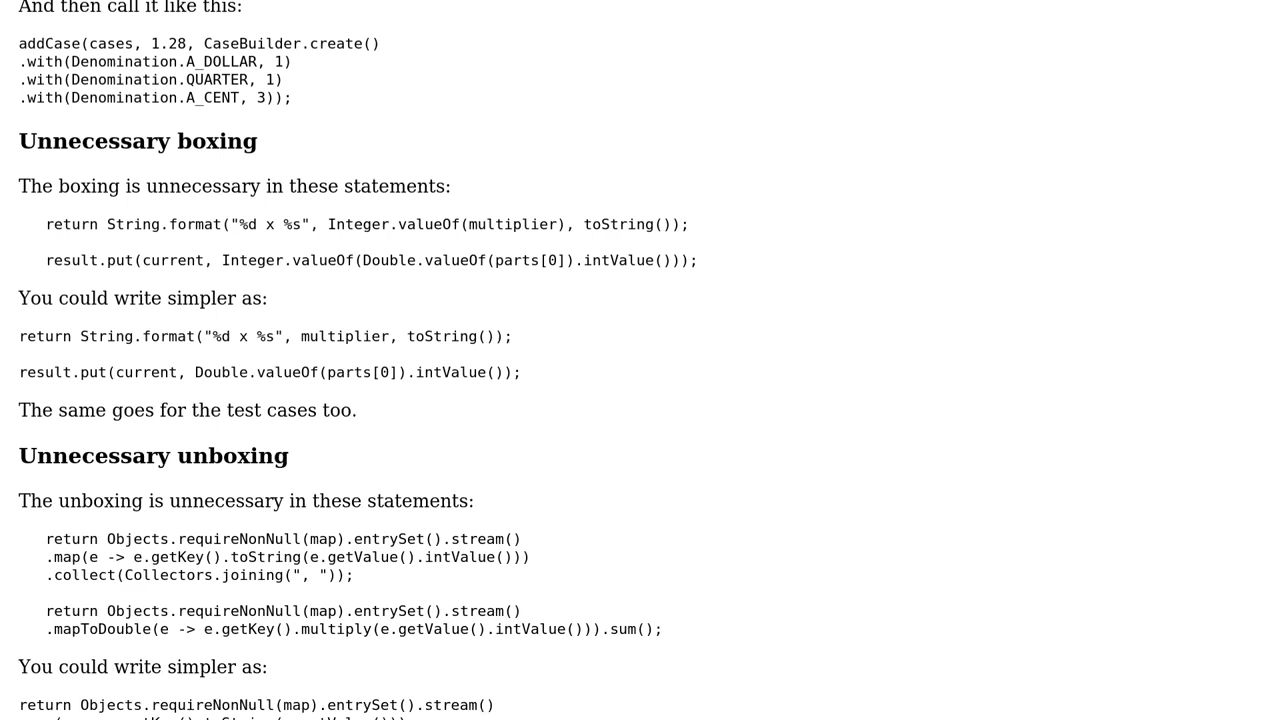 And then call it like this:
addCase(cases, 1.28, CaseBuilder.create()
.with(Denomination.A_DOLLAR, 1)
.with(Denomination.QUARTER, 1)
.with(Denomination.A_CENT, 3));
Unnecessary boxing
The boxing is unnecessary in these statements:
return String.format("%d x %s", Integer.valueOf(multiplier), toString());
result.put(current, Integer.valueOf(Double.valueOf(parts[0]).intValue()));
You could write simpler as:
return String.format("%d x %s", multiplier, toString());
result.put(current, Double.valueOf(parts[0]).intValue());
The same goes for the test cases too.
Unnecessary unboxing
The unboxing is unnecessary in these statements:
return Objects.requireNonNull(map).entrySet().stream()
.map(e -> e.getKey().toString(e.getValue().intValue()))
.collect(Collectors.joining(", "));
return Objects.requireNonNull(map).entrySet().stream()
.mapToDouble(e -> e.getKey().multiply(e.getValue().intValue())).sum();
You could write simpler as:
return Objects.requireNonNull(map).entrySet().stream()